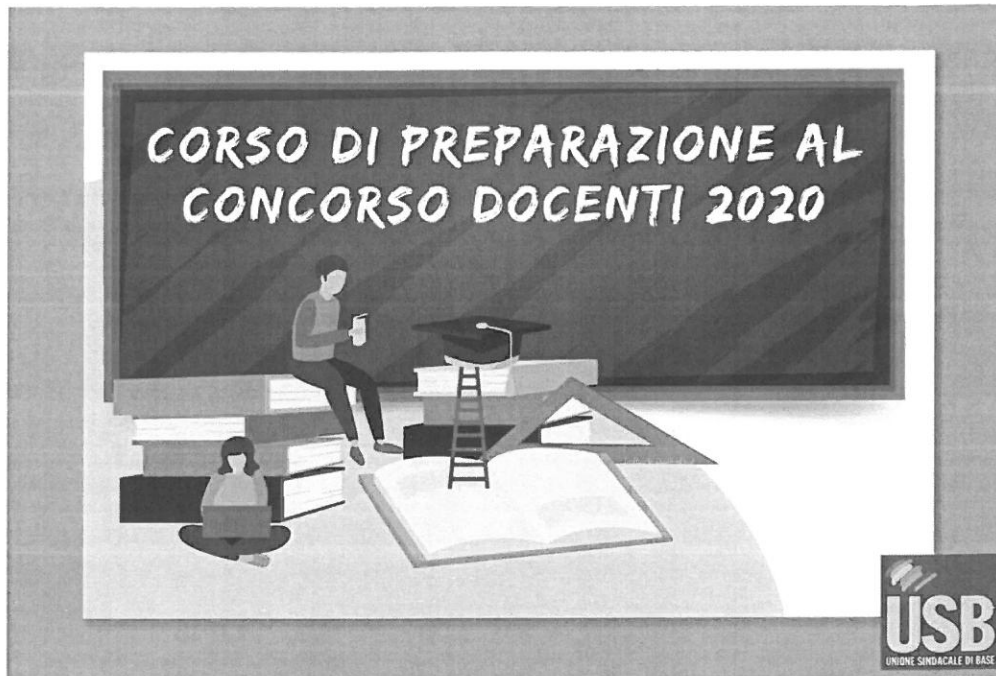 CORSO DI PREPARAZIONE AL
CONCORSO DOCENTI 2020
USB
UNIONE SINDACALE DI BASE